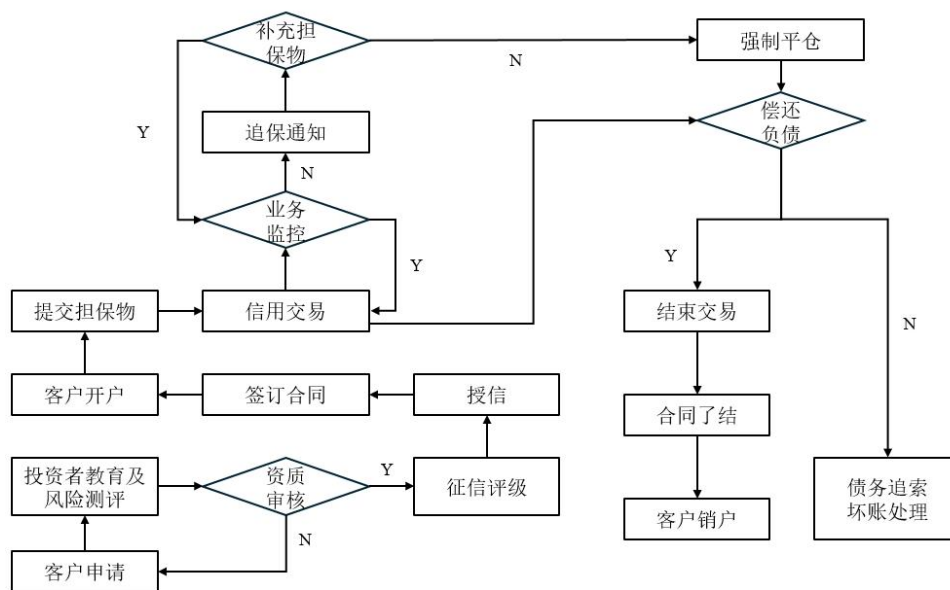 补充担
保物
强制平仓
N
偿还
负债
Y
追保通知
N
业务
监控
Y
Y
提交担保物
信用交易
结束交易
N
客户开户
签订合同
授信
合同了结
投资者教育及
风险测评
资质
审核
Y
征信评级
债务追索
坏账处理
客户销户
N
客户申请